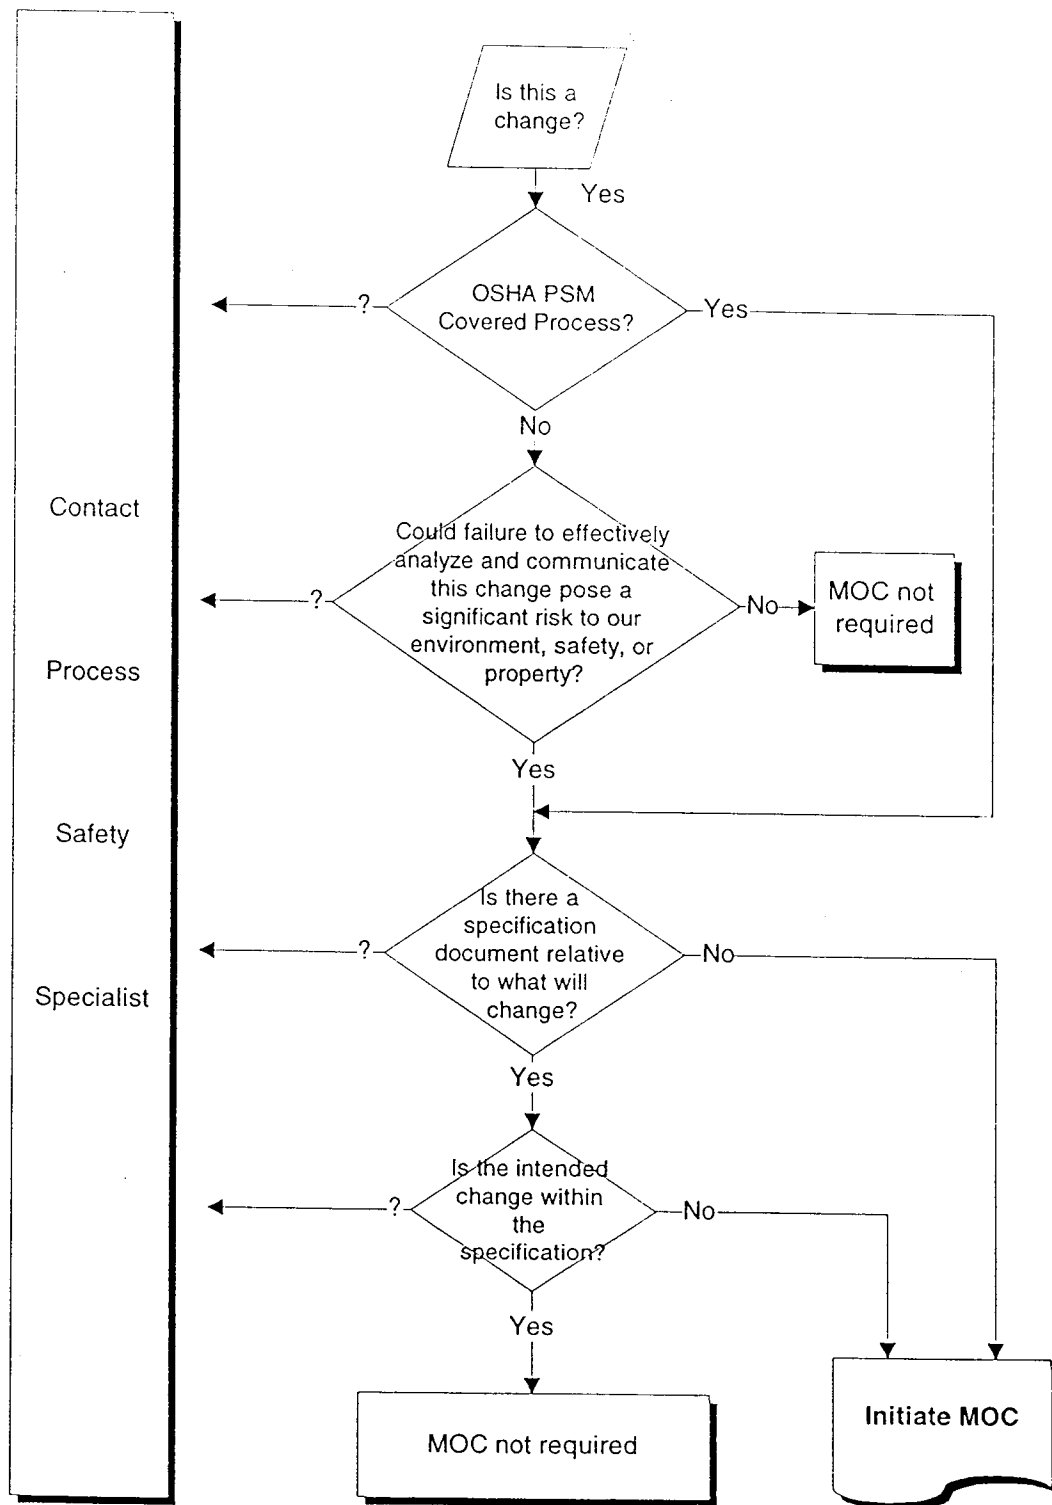 Is this a
change?
Yes
OSHA PSM
Covered Process?
?
Yes
No
Contact
Process
Safety
Specialist
Could failure to effectively
analyze and communicate
this change pose a
significant risk to our
environment, safety, or
property?
?
No
MOC not
required
Yes
Is there a
specification
document relative
to what will
change?
?
No
Yes
Is the intended
change within
the
specification?
?
No
Yes
MOC not required
Initiate MOC